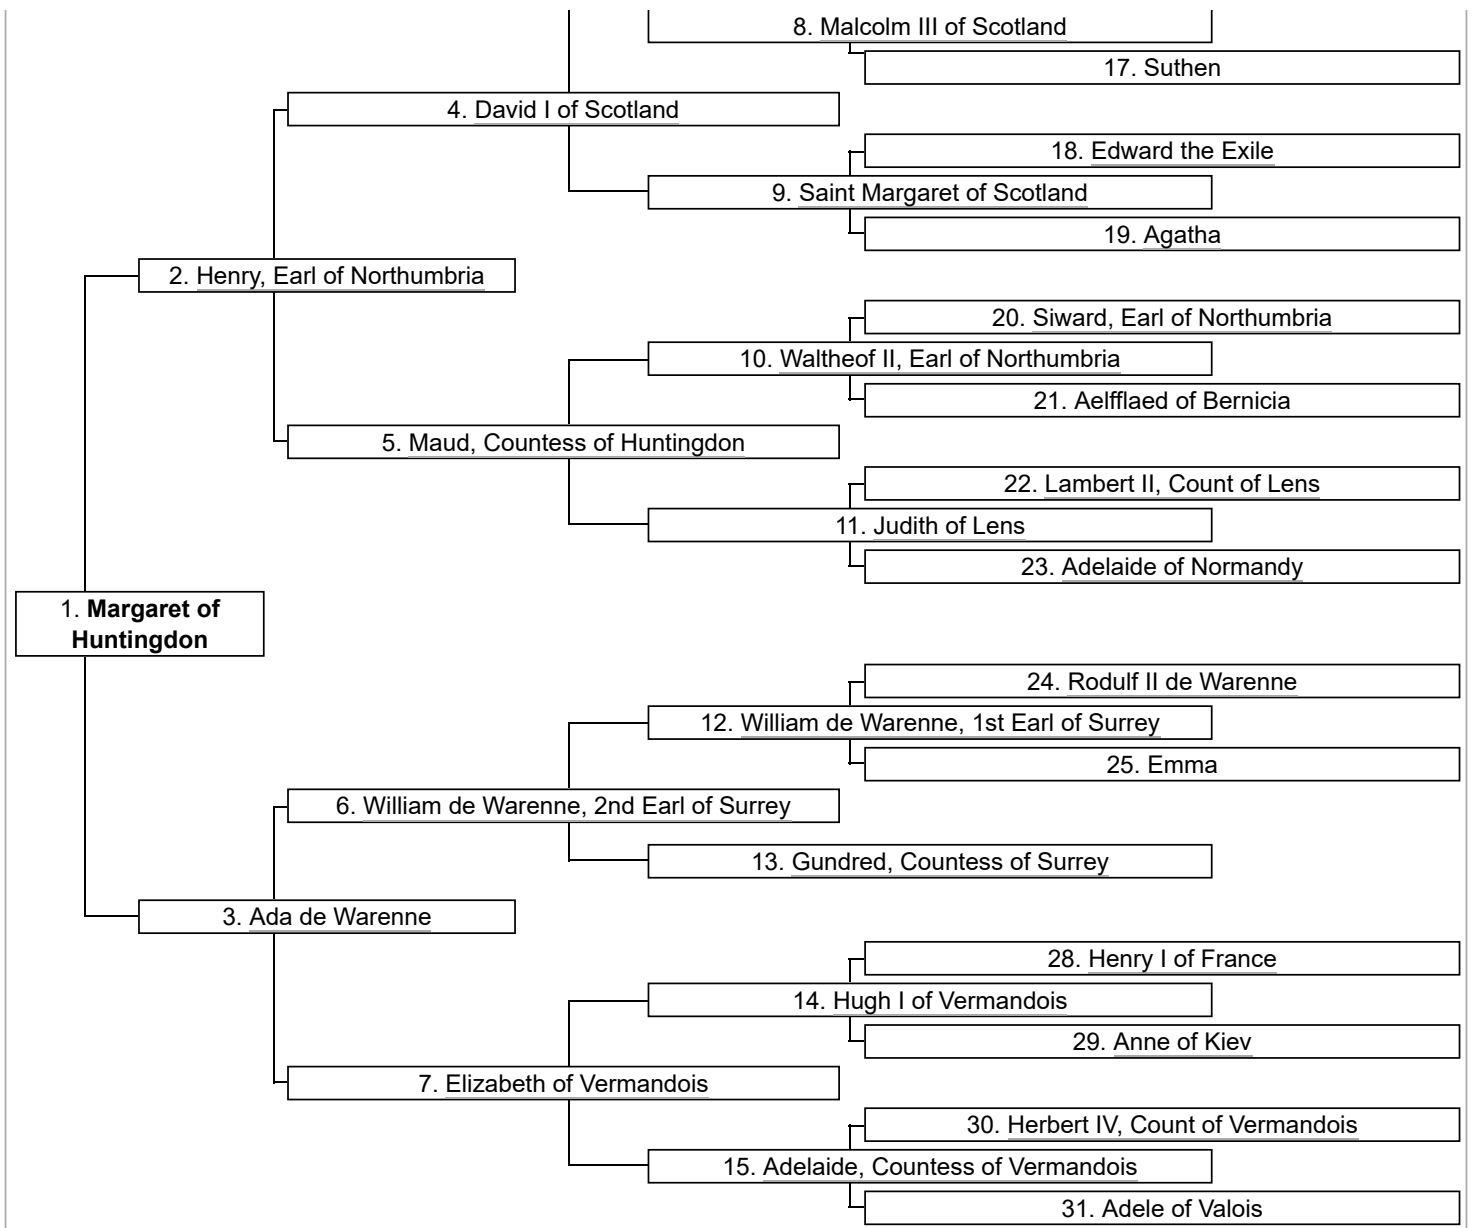 8. Malcolm III of Scotland
17. Suthen
4. David I of Scotland
18. Edward the Exile
9. Saint Margaret of Scotland
19. Agatha
2. Henry, Earl of Northumbria
20. Siward, Earl of Northumbria
10. Waltheof II, Earl of Northumbria
21. Aelfflaed of Bernicia
5. Maud, Countess of Huntingdon
22. Lambert II, Count of Lens
11. Judith of Lens
23. Adelaide of Normandy
1. Margaret of
Huntingdon
24. Rodulf II de Warenne
12. William de Warenne, 1st Earl of Surrey
25. Emma
6. William de Warenne, 2nd Earl of Surrey
13. Gundred, Countess of Surrey
3. Ada de Warenne
28. Henry I of France
14. Hugh I of Vermandois
29. Anne of Kiev
7. Elizabeth of Vermandois
30. Herbert IV, Count of Vermandois
15. Adelaide, Countess of Vermandois
31. Adele of Valois